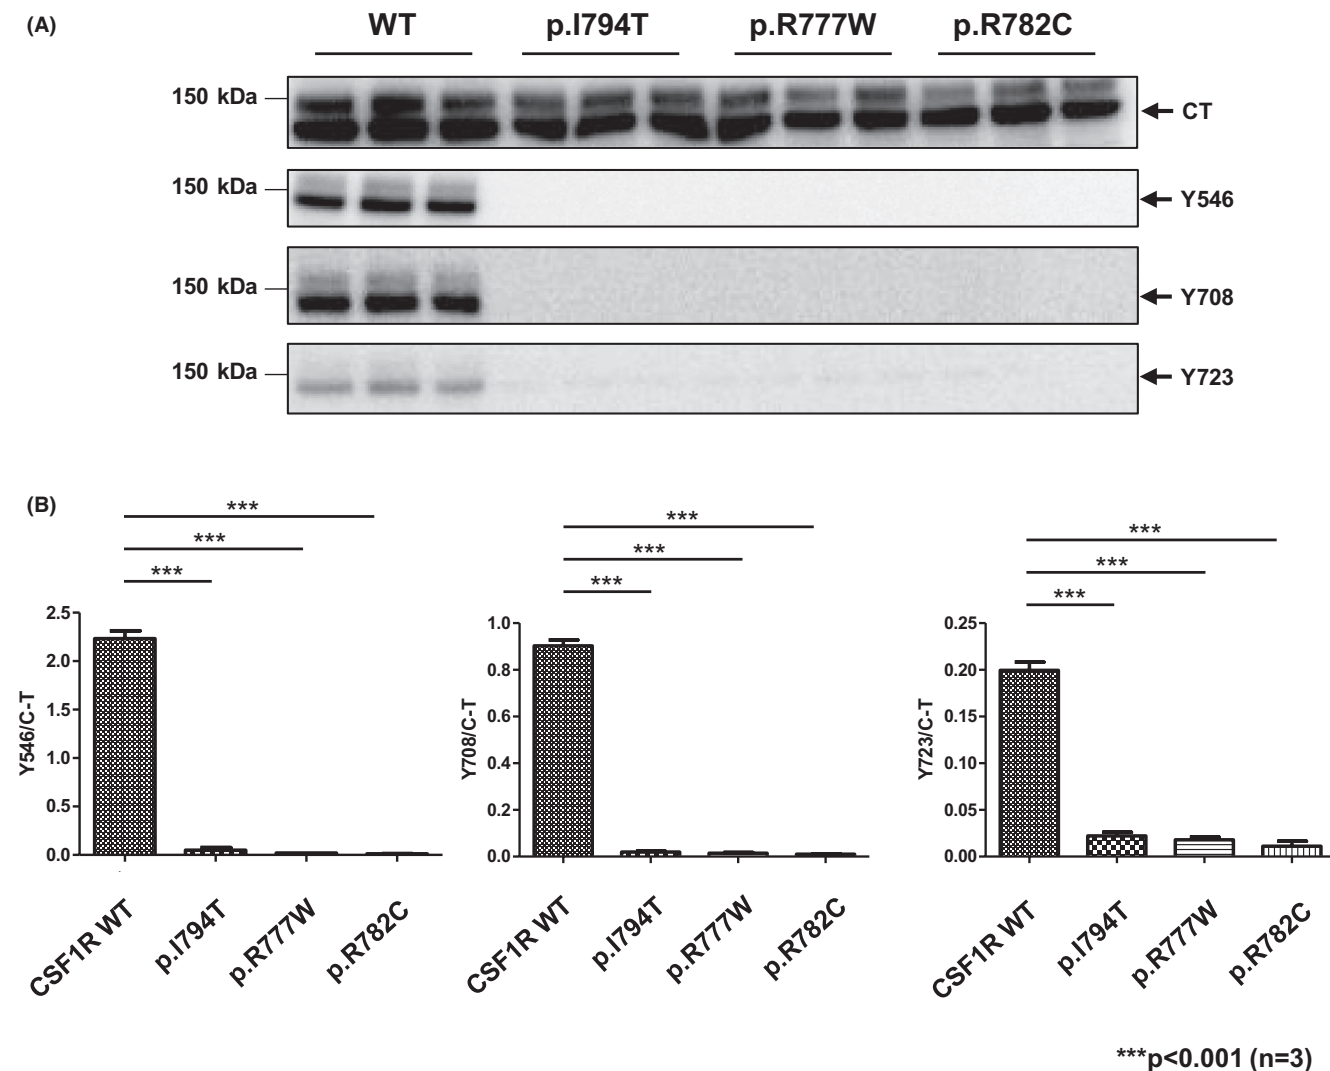 (A)
WT p.I794T p.R777W p.R782C
150 kDa CT
150 kDa Y546
150 kDa Y708
150 kDa Y723
(B)
***
***
***
Y546/C-T
2.5
2.0
1.5
1.0
0.5
0.0
CSF1R WT p.I794T p.R777W p.R782C
***
***
***
Y708/C-T
1.0
0.8
0.6
0.4
0.2
0.0
CSF1R WT p.I794T p.R777W p.R782C
***
***
***
Y723/C-T
0.25
0.20
0.15
0.10
0.05
0.00
CSF1R WT p.I794T p.R777W p.R782C
***p<0.001 (n=3)